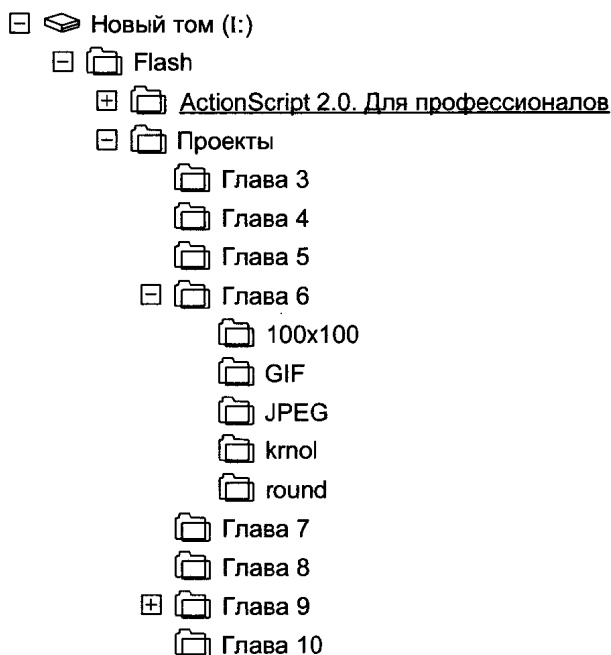 Новый том (I:)
Flash
ActionScript 2.0. Для профессионалов
Проекты
Глава 3
Глава 4
Глава 5
Глава 6
100x100
GIF
JPEG
krnol
round
Глава 7
Глава 8
Глава 9
Глава 10